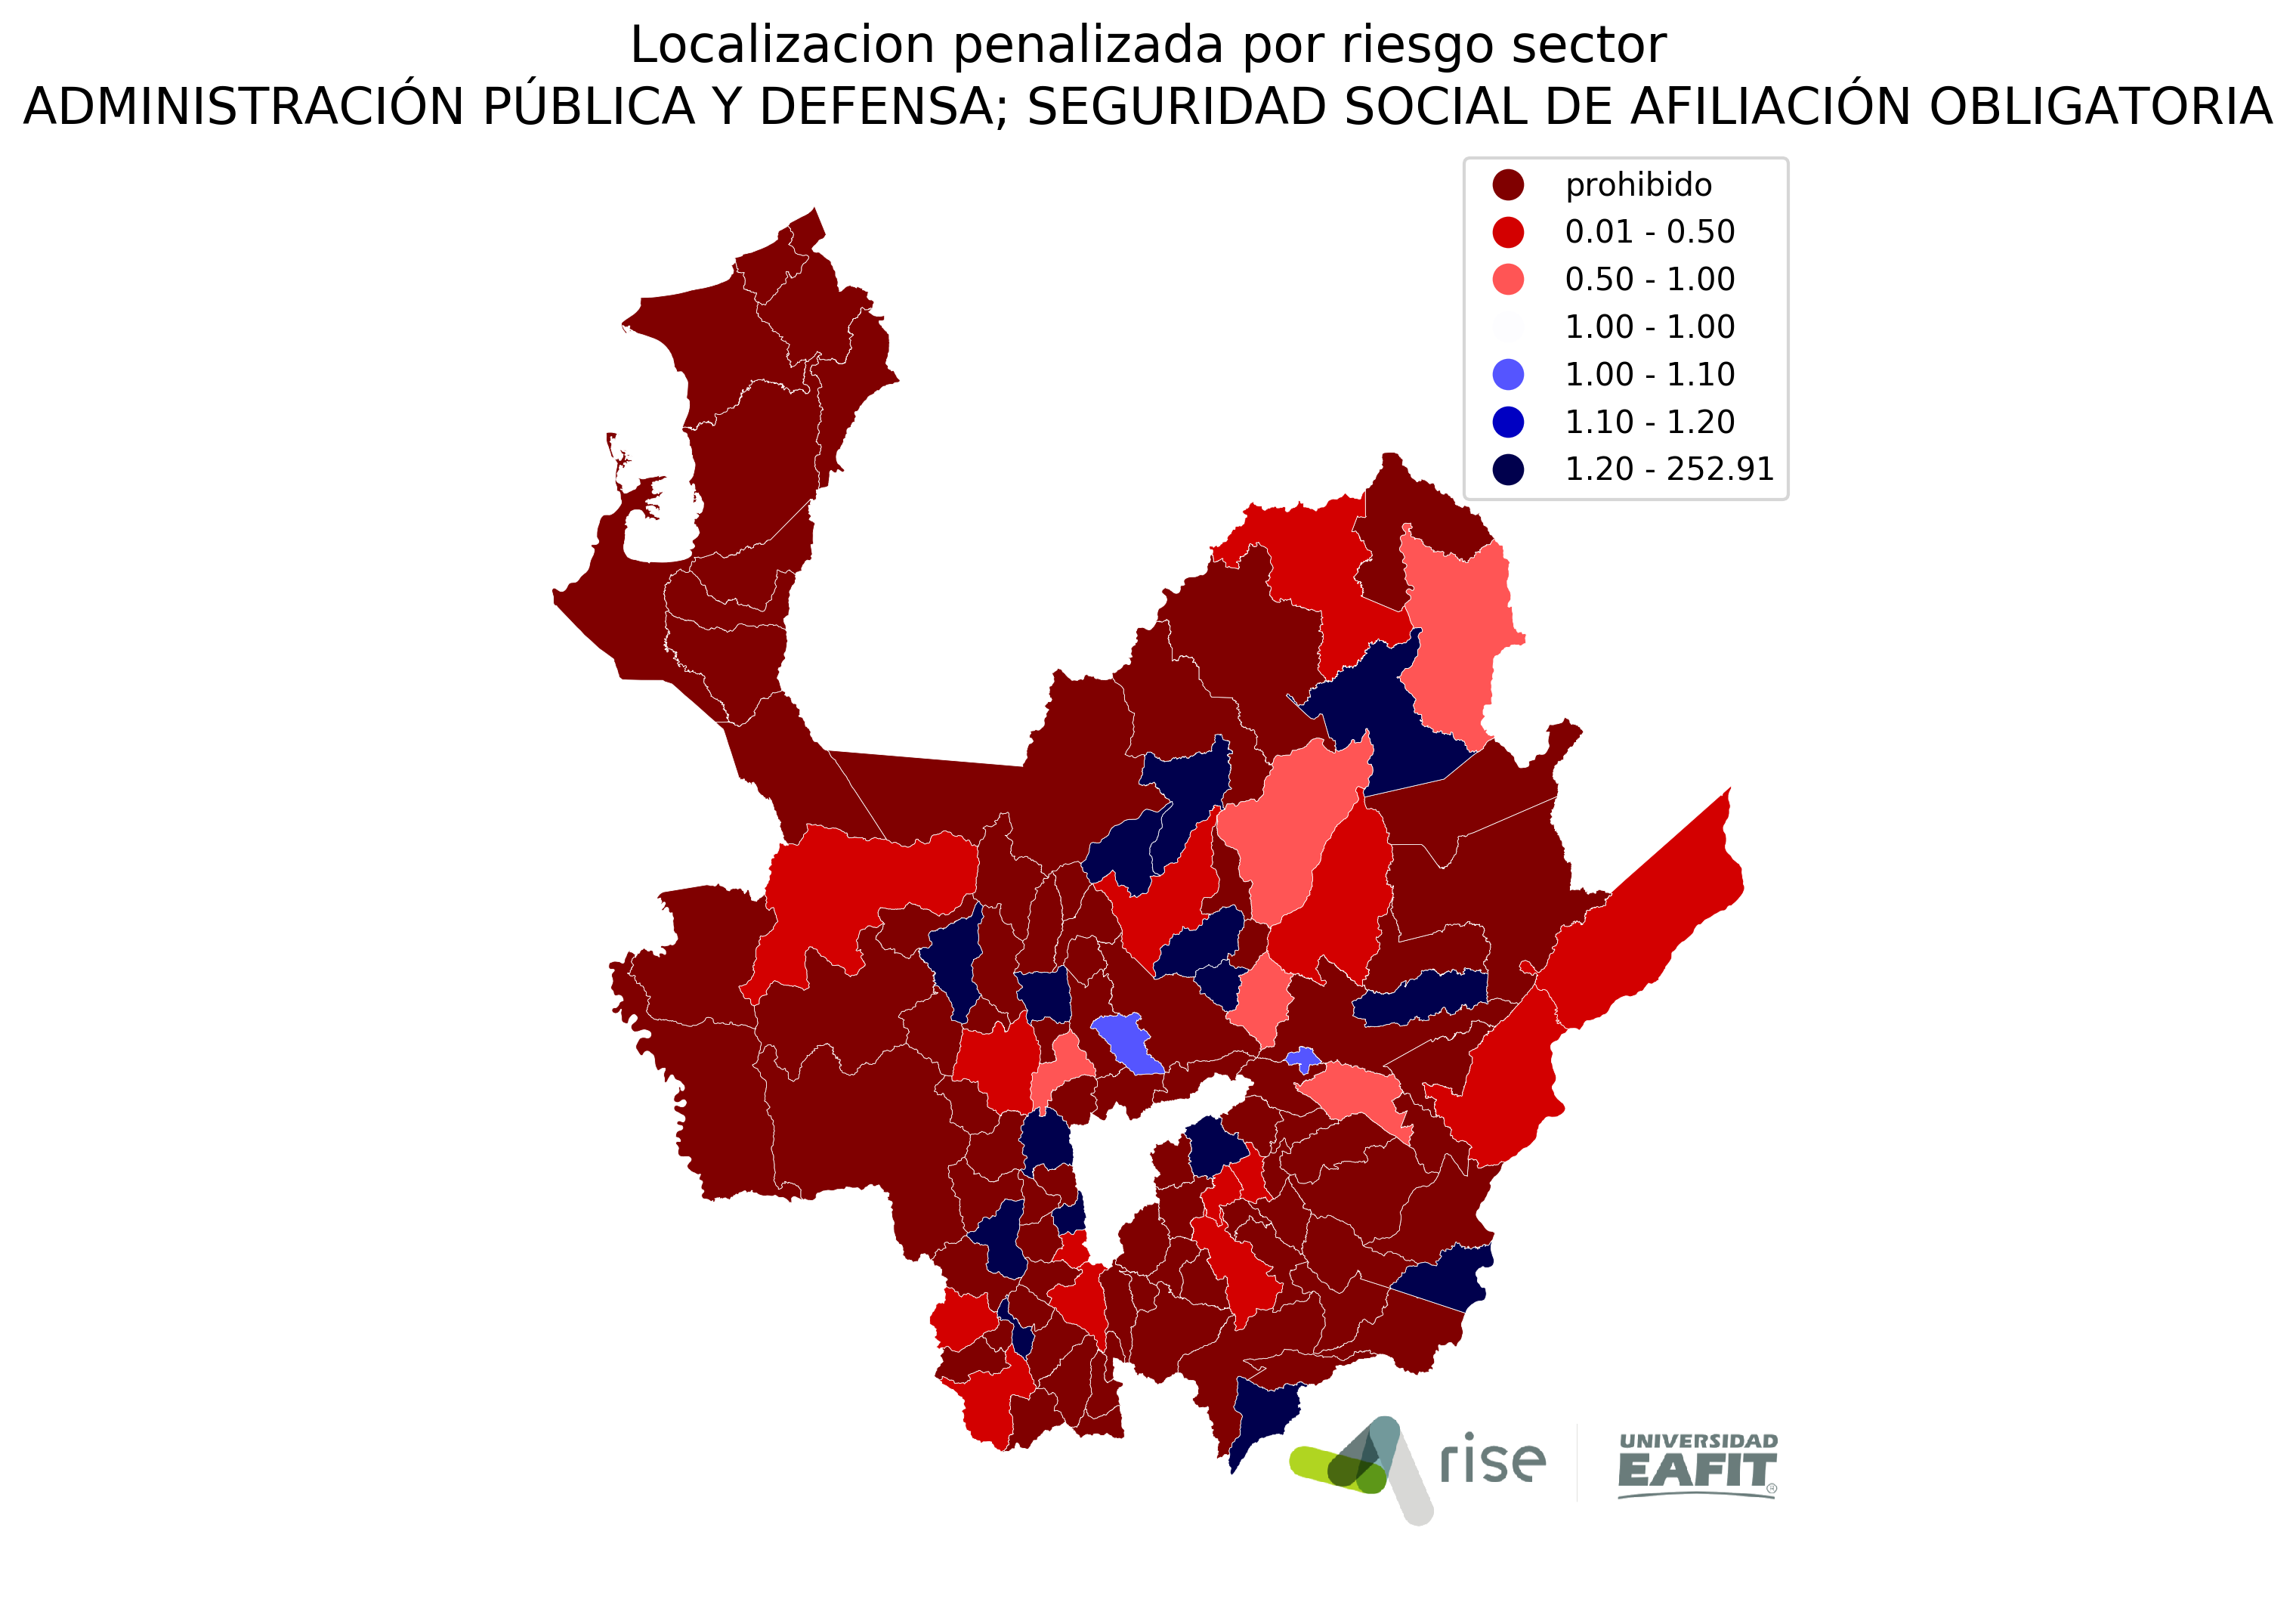 Localizacion penalizada por riesgo sector
ADMINISTRACIÓN PÚBLICA Y DEFENSA; SEGURIDAD SOCIAL DE AFILIACIÓN OBLIGATORIA
prohibido
0.01 - 0.50
0.50 - 1.00
1.00 - 1.00
1.00 - 1.10
1.10 - 1.20
1.20 - 252.91
rise
UNIVERSIDAD
EAFIT®